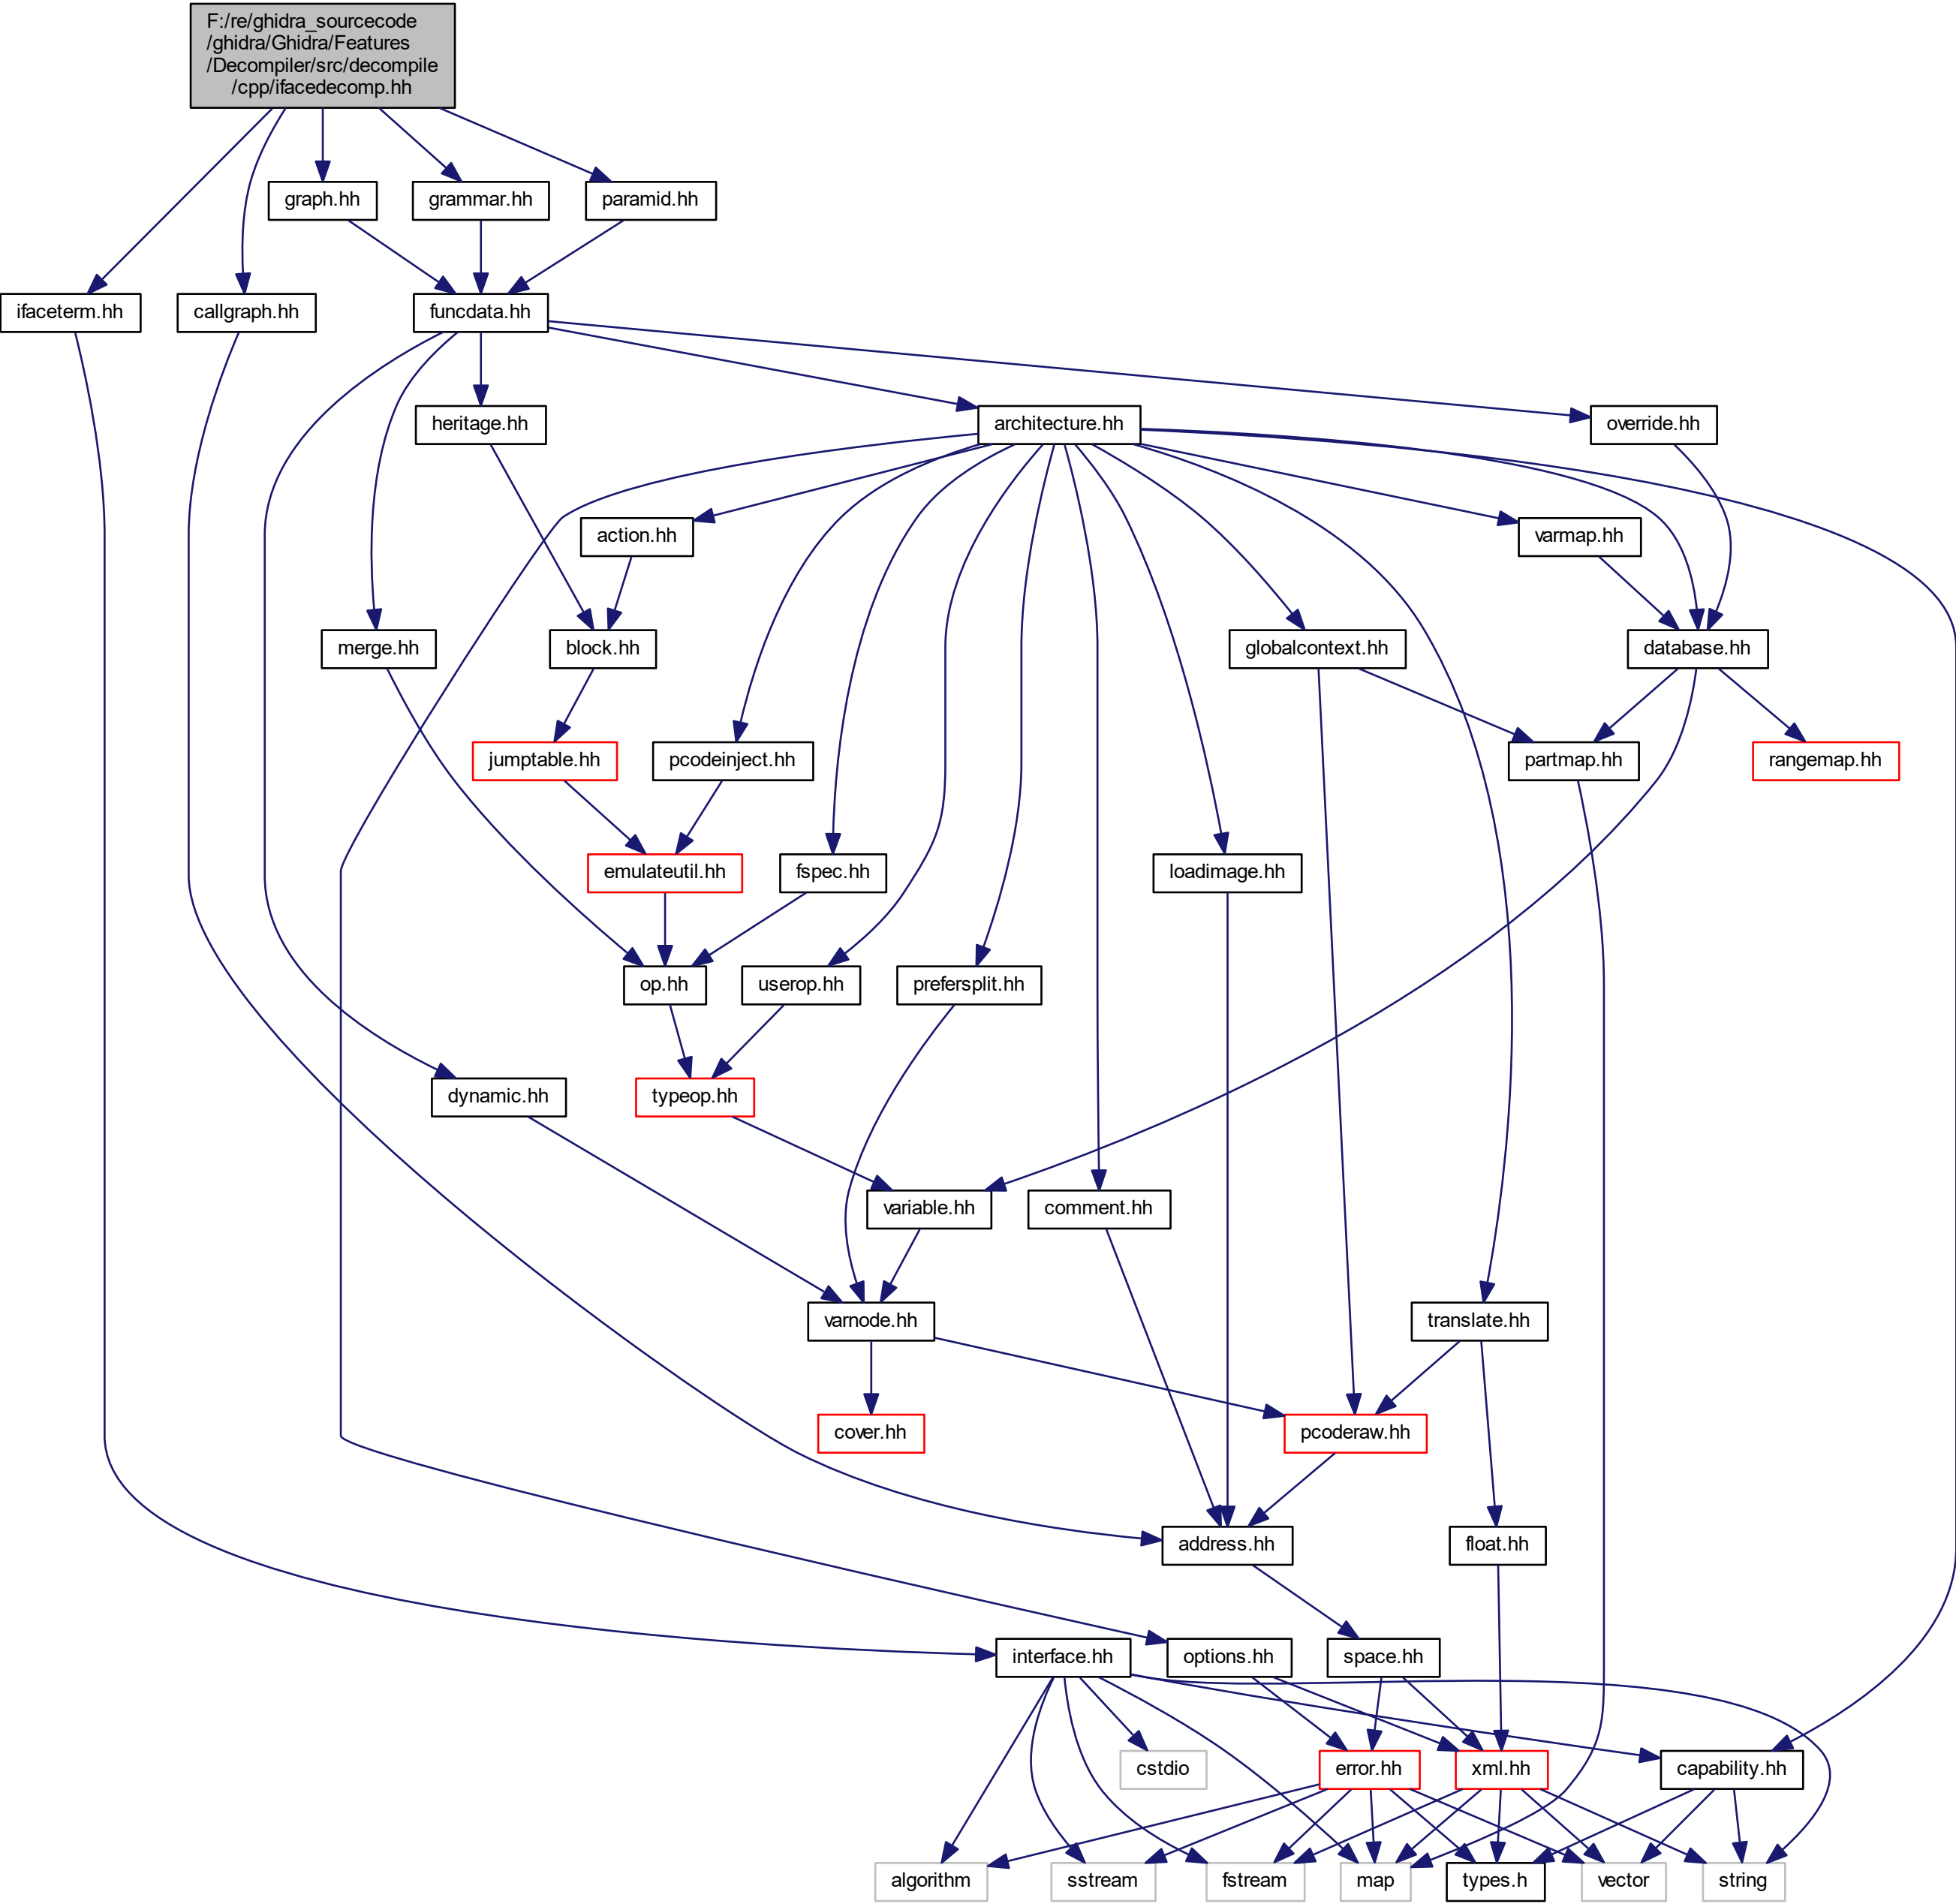 F:/re/ghidra_sourcecode
/ghidra/Ghidra/Features
/Decompiler/src/decompile
/cpp/ifacedecomp.hh
graph.hh
grammar.hh
paramid.hh
ifaceterm.hh
callgraph.hh
funcdata.hh
heritage.hh
architecture.hh
override.hh
action.hh
varmap.hh
merge.hh
block.hh
globalcontext.hh
database.hh
jumptable.hh
pcodeinject.hh
partmap.hh
rangemap.hh
emulateutil.hh
fspec.hh
loadimage.hh
op.hh
userop.hh
prefersplit.hh
dynamic.hh
typeop.hh
variable.hh
comment.hh
varnode.hh
translate.hh
cover.hh
pcoderaw.hh
address.hh
float.hh
interface.hh
options.hh
space.hh
cstdio
error.hh
xml.hh
capability.hh
algorithm
sstream
fstream
map
types.h
vector
string